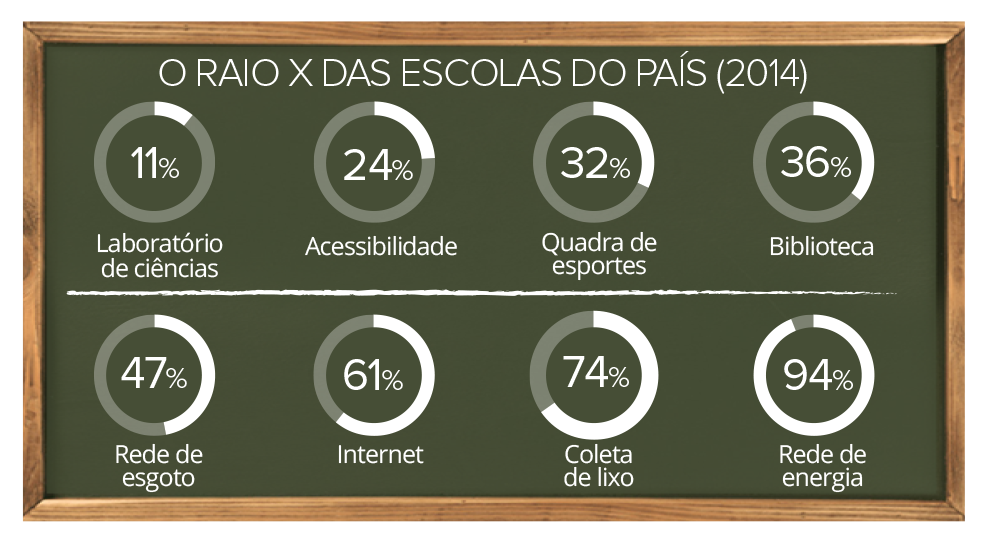 O RAIO X DAS ESCOLAS DO PAÍS (2014)
11%
Laboratório
de ciências
24%
Acessibilidade
32%
Quadra de
esportes
36%
Biblioteca
47%
Rede de
esgoto
61%
Internet
74%
Coleta
de lixo
94%
Rede de
energia